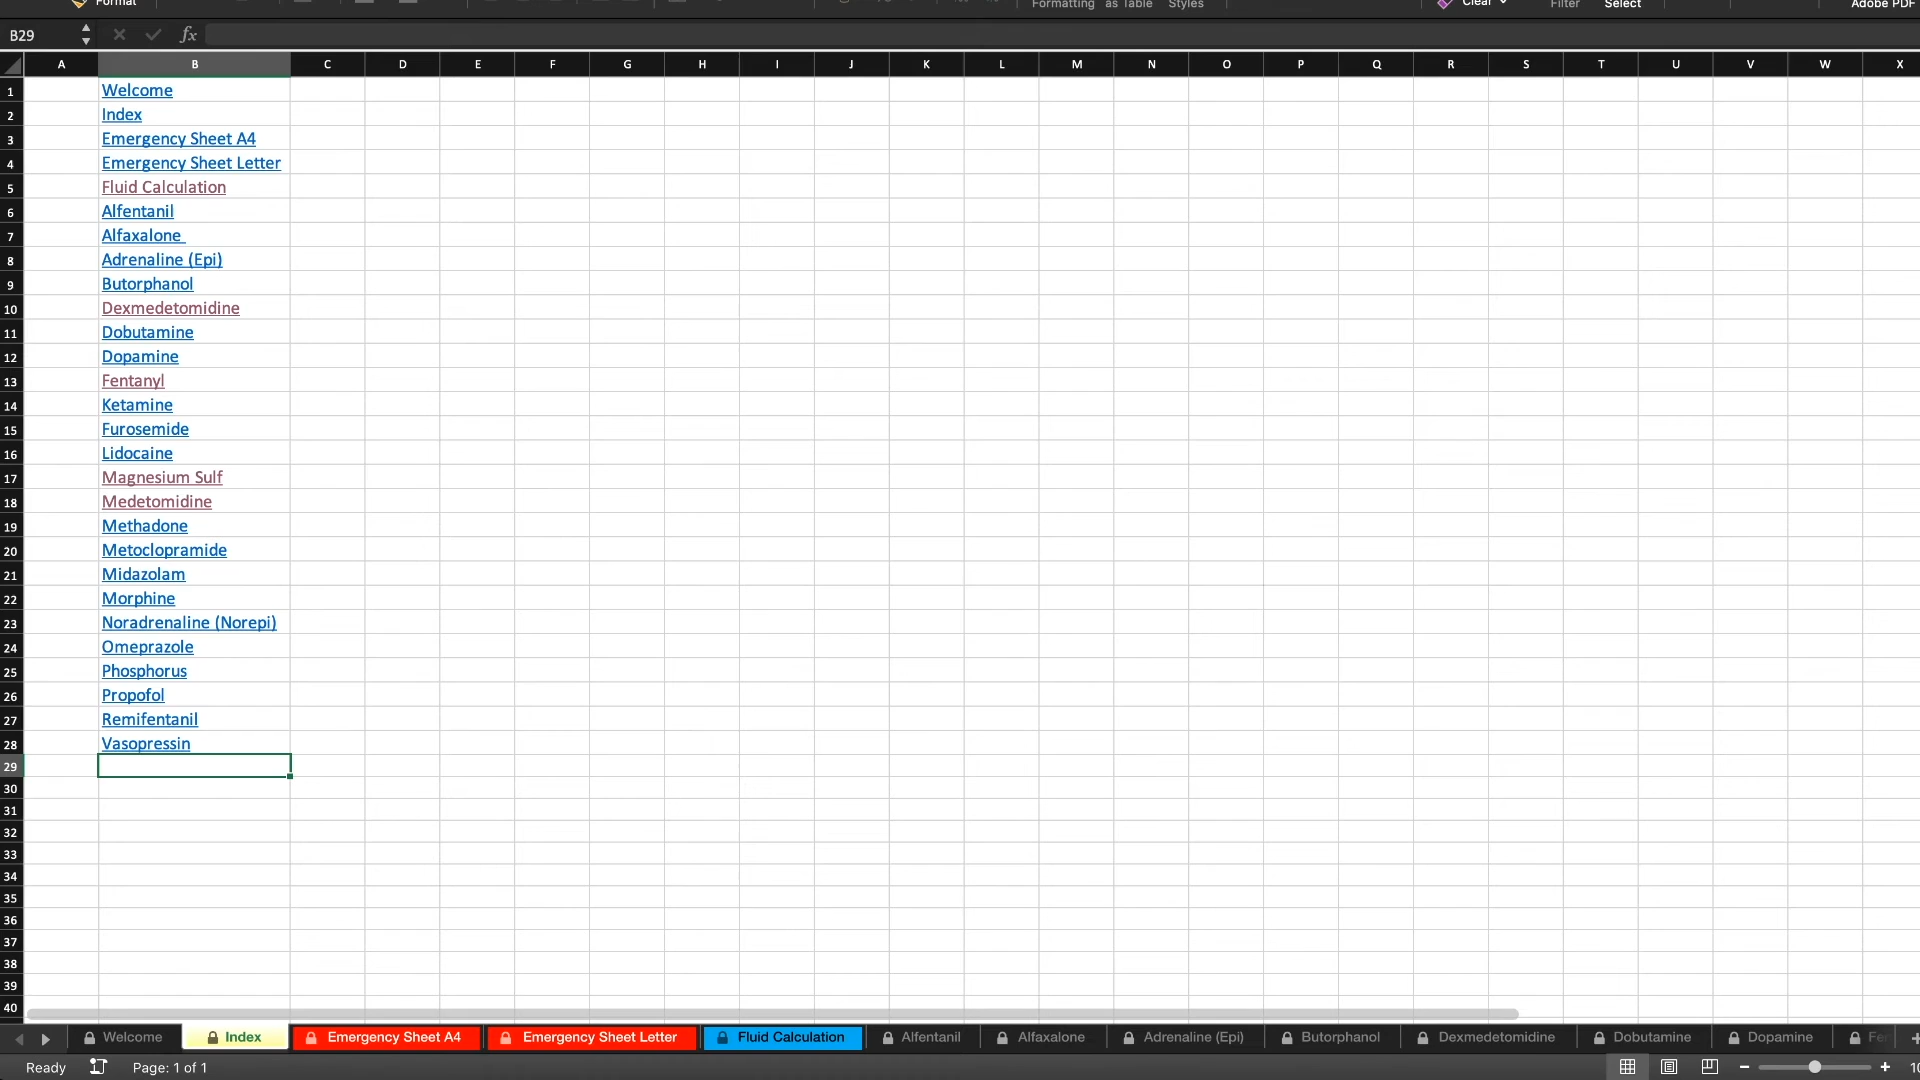 Format
Formatting as Table Styles
Clear
Filter
Select
Adobe PDF
B29
fx
A B C D E F G H I J K L M N O P Q R S T U V W X
1 Welcome
2 Index
3 Emergency Sheet A4
4 Emergency Sheet Letter
5 Fluid Calculation
6 Alfentanil
7 Alfaxalone
8 Adrenaline (Epi)
9 Butorphanol
10 Dexmedetomidine
11 Dobutamine
12 Dopamine
13 Fentanyl
14 Ketamine
15 Furosemide
16 Lidocaine
17 Magnesium Sulf
18 Medetomidine
19 Methadone
20 Metoclopramide
21 Midazolam
22 Morphine
23 Noradrenaline (Norepi)
24 Omeprazole
25 Phosphorus
26 Propofol
27 Remifentanil
28 Vasopressin
29
30
31
32
33
34
35
36
37
38
39
40
Welcome Index Emergency Sheet A4 Emergency Sheet Letter Fluid Calculation Alfentanil Alfaxalone Adrenaline (Epi) Butorphanol Dexmedetomidine Dobutamine Dopamine
Ready Page: 1 of 1